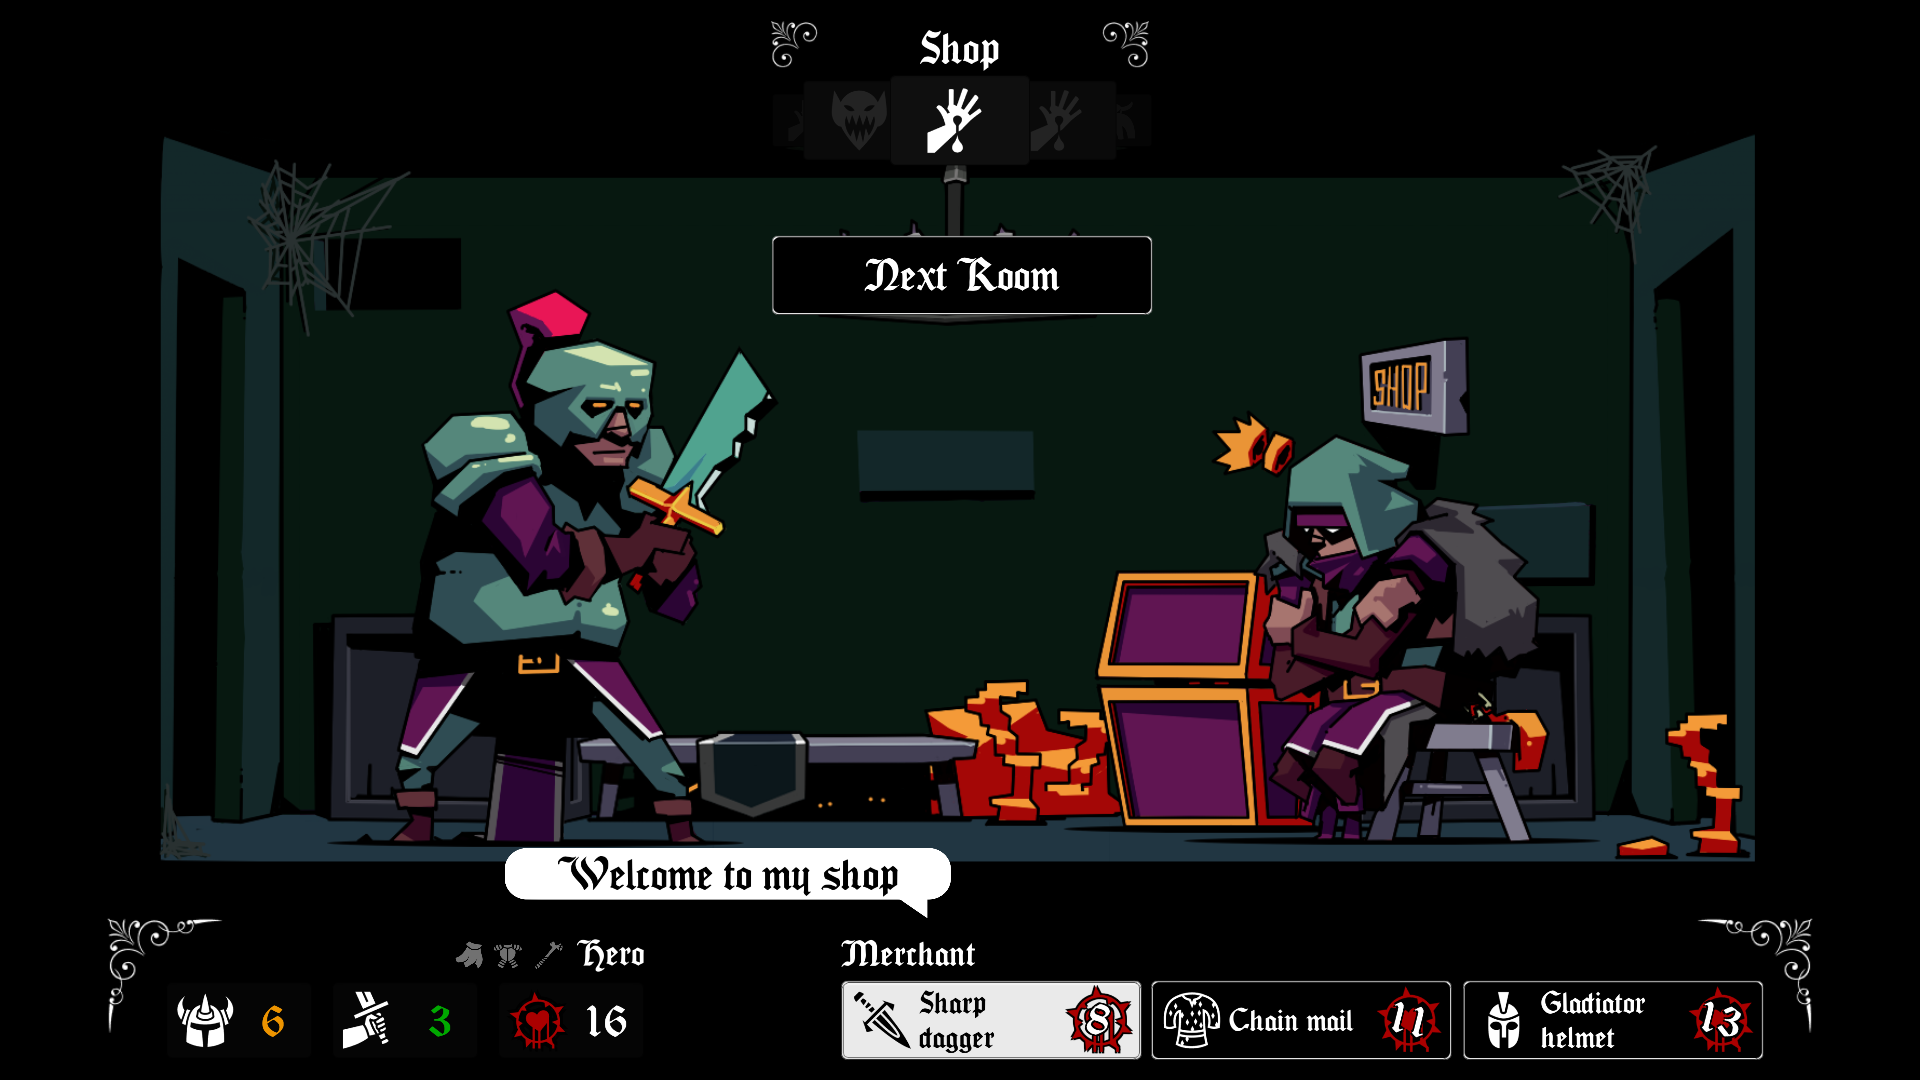 Shop
Next Room
SHOP
Welcome to my shop
Hero
6
3
16
Merchant
Sharp
dagger
8
Chain mail
11
Gladiator
helmet
13